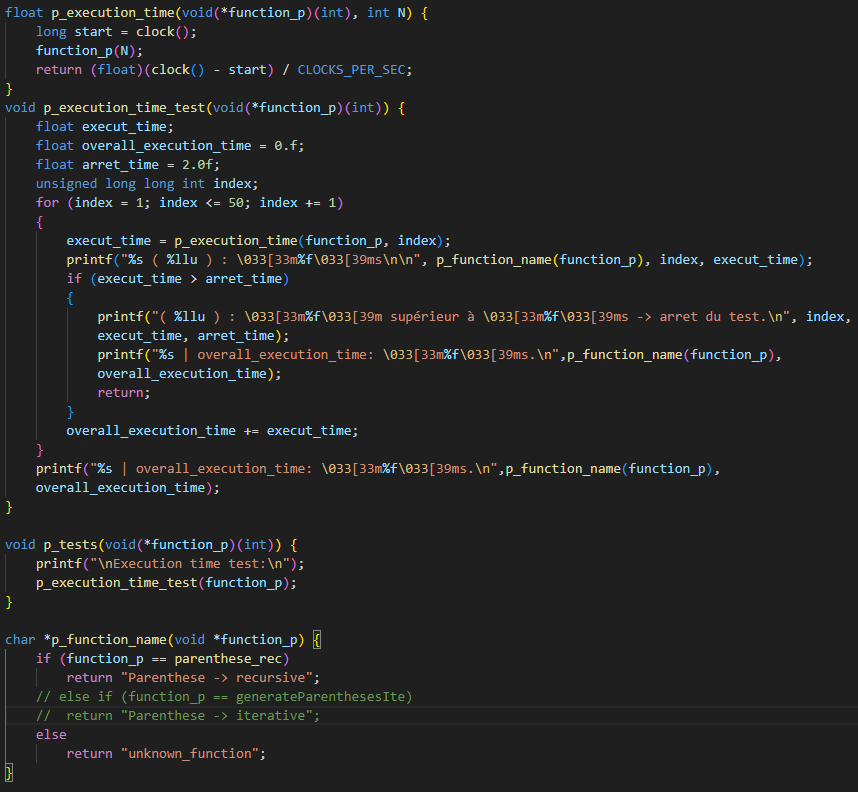 float p_execution_time(void(*function_p)(int), int N) {
    long start = clock();
    function_p(N);
    return (float)(clock() - start) / CLOCKS_PER_SEC;
}
void p_execution_time_test(void(*function_p)(int)) {
    float execut_time;
    float overall_execution_time = 0.f;
    float arret_time = 2.0f;
    unsigned long long int index;
    for (index = 1; index <= 50; index += 1)
    {
        execut_time = p_execution_time(function_p, index);
        printf("%s ( %llu ) : \033[33m%f\033[39ms\n\n", p_function_name(function_p), index, execut_time);
        if (execut_time > arret_time)
        {
            printf("( %llu ) : \033[33m%f\033[39m supérieur à \033[33m%f\033[39ms -> arret du test.\n", index,
            execut_time, arret_time);
            printf("%s | overall_execution_time: \033[33m%f\033[39ms.\n",p_function_name(function_p),
            overall_execution_time);
            return;
        }
        overall_execution_time += execut_time;
    }
    printf("%s | overall_execution_time: \033[33m%f\033[39ms.\n",p_function_name(function_p),
    overall_execution_time);
}

void p_tests(void(*function_p)(int)) {
    printf("\nExecution time test:\n");
    p_execution_time_test(function_p);
}

char *p_function_name(void *function_p) {
    if (function_p == parenthese_rec)
        return "Parenthese -> recursive";
    // else if (function_p == generateParenthesesIte)
    //  return "Parenthese -> iterative";
    else
        return "unknown_function";
}